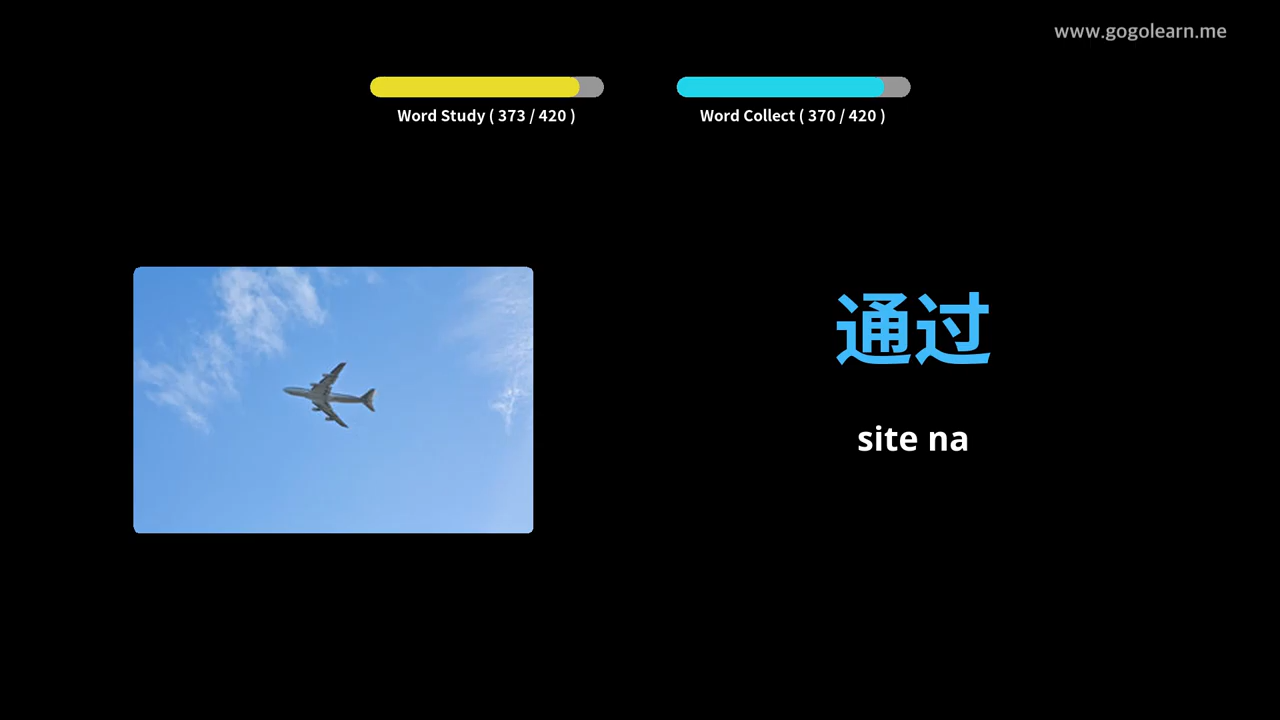 www.gogolearn.me
Word Study ( 373 / 420 )
Word Collect ( 370 / 420 )
通过
site na